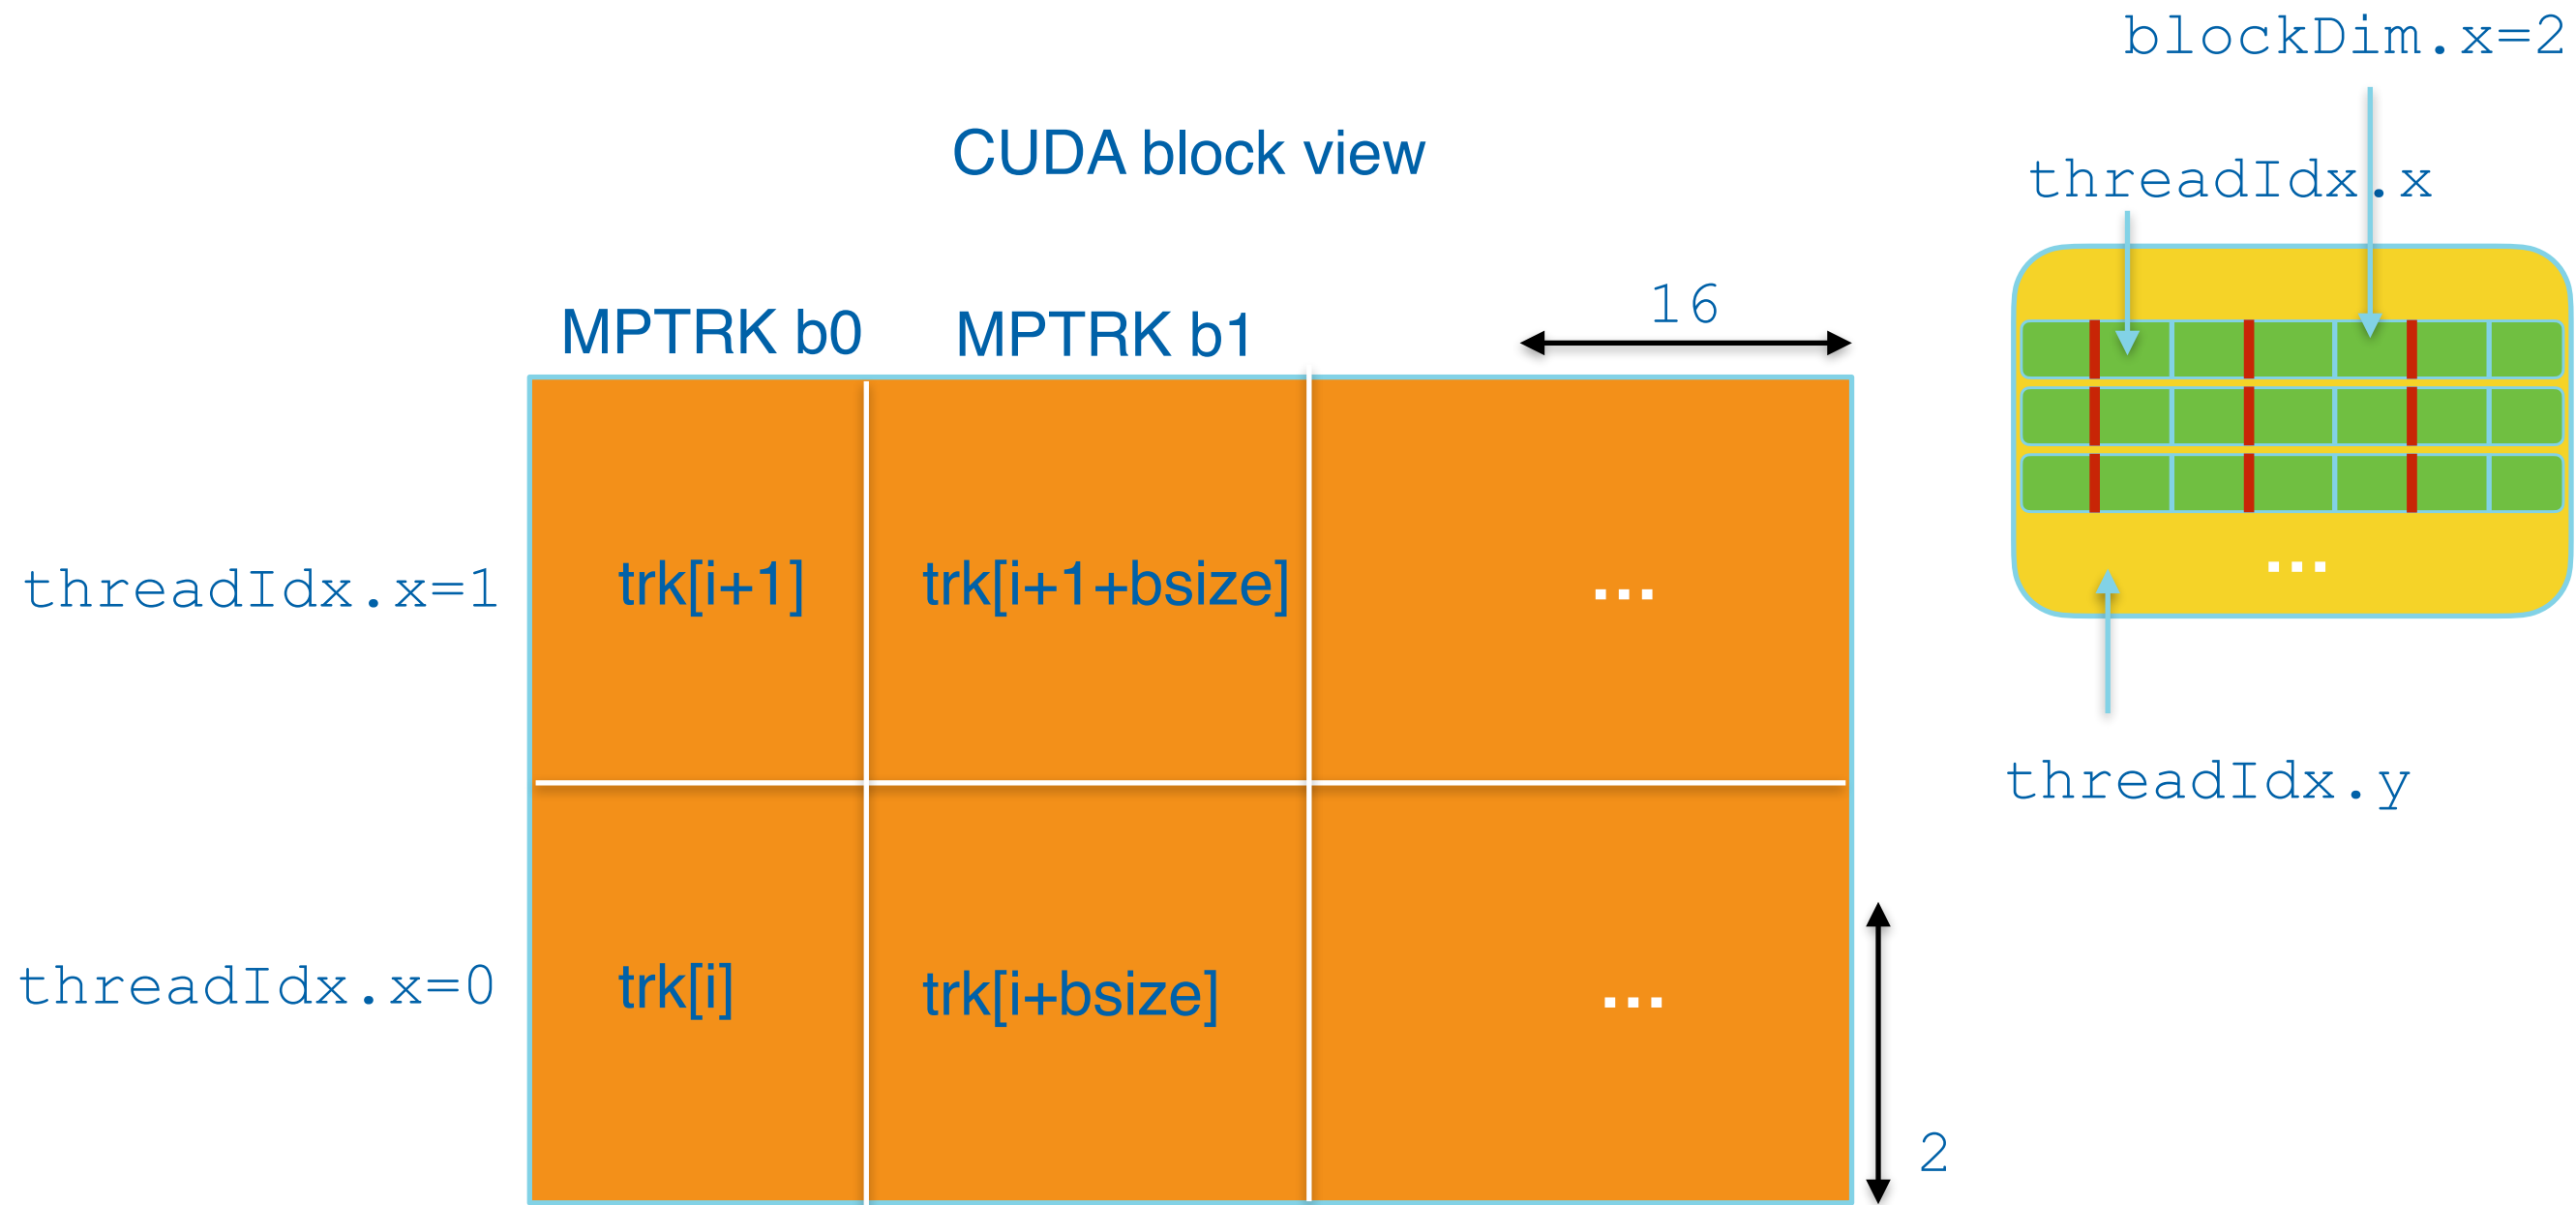 blockDim.x=2
CUDA block view
threadIdx.x
MPTRK b0
MPTRK b1
16
threadIdx.x=1
trk[i+1]
trk[i+1+bsize]
...
...
threadIdx.y
threadIdx.x=0
trk[i]
trk[i+bsize]
...
2